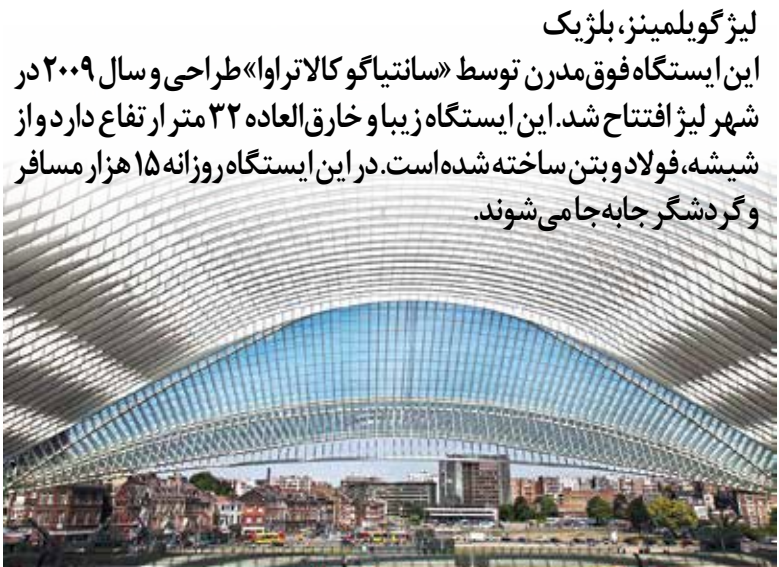 لیژ گویلمینز، بلژیک
این ایستگاه فوق‌مدرن توسط «سانتیاگو کالاتراوا» طراحی و سال ۲۰۰۹ در
شهر لیژ افتتاح شد. این ایستگاه زیبا و خارق‌العاده ۳۲ متر ارتفاع دارد و از
شیشه، فولاد و بتن ساخته شده است. در این ایستگاه روزانه ۱۵ هزار مسافر
و گردشگر جابه‌جا می‌شوند.